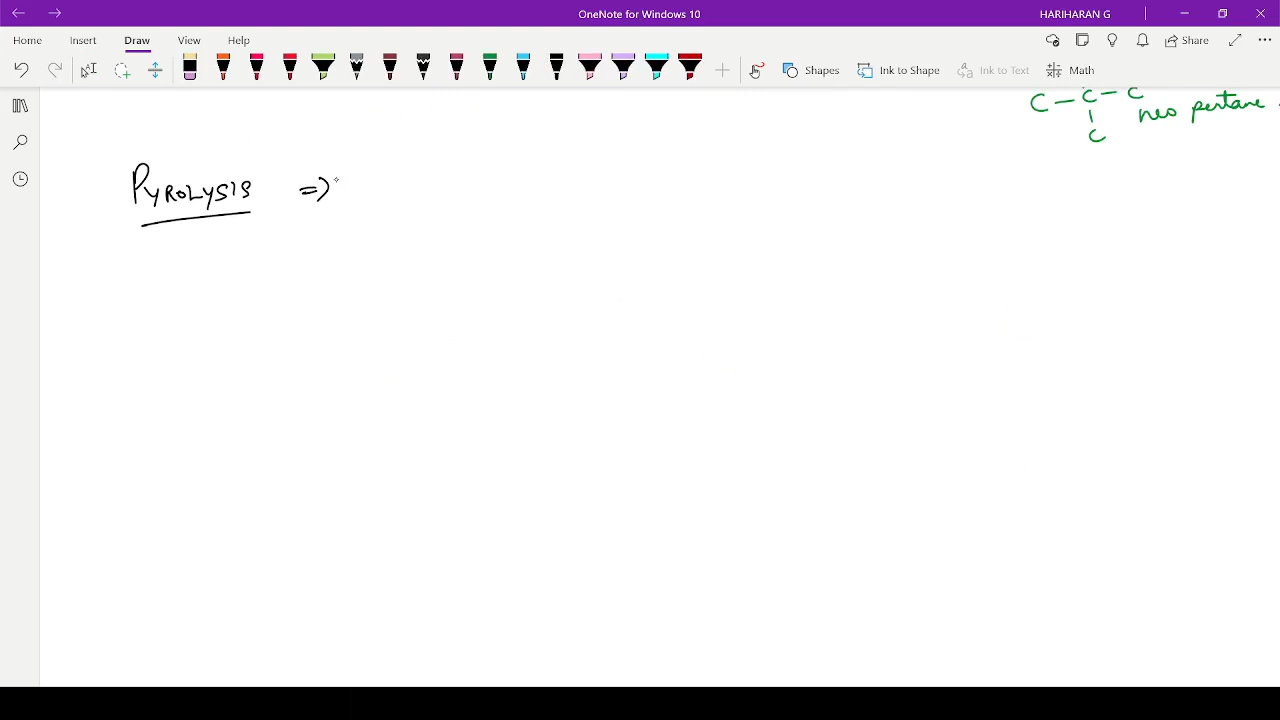 OneNote for Windows 10
HARIHARAN G
Home Insert Draw View Help
Share
Shapes Ink to Shape Ink to Text Math
C — C — C
neo pertane
C
PYROLYSIS =>